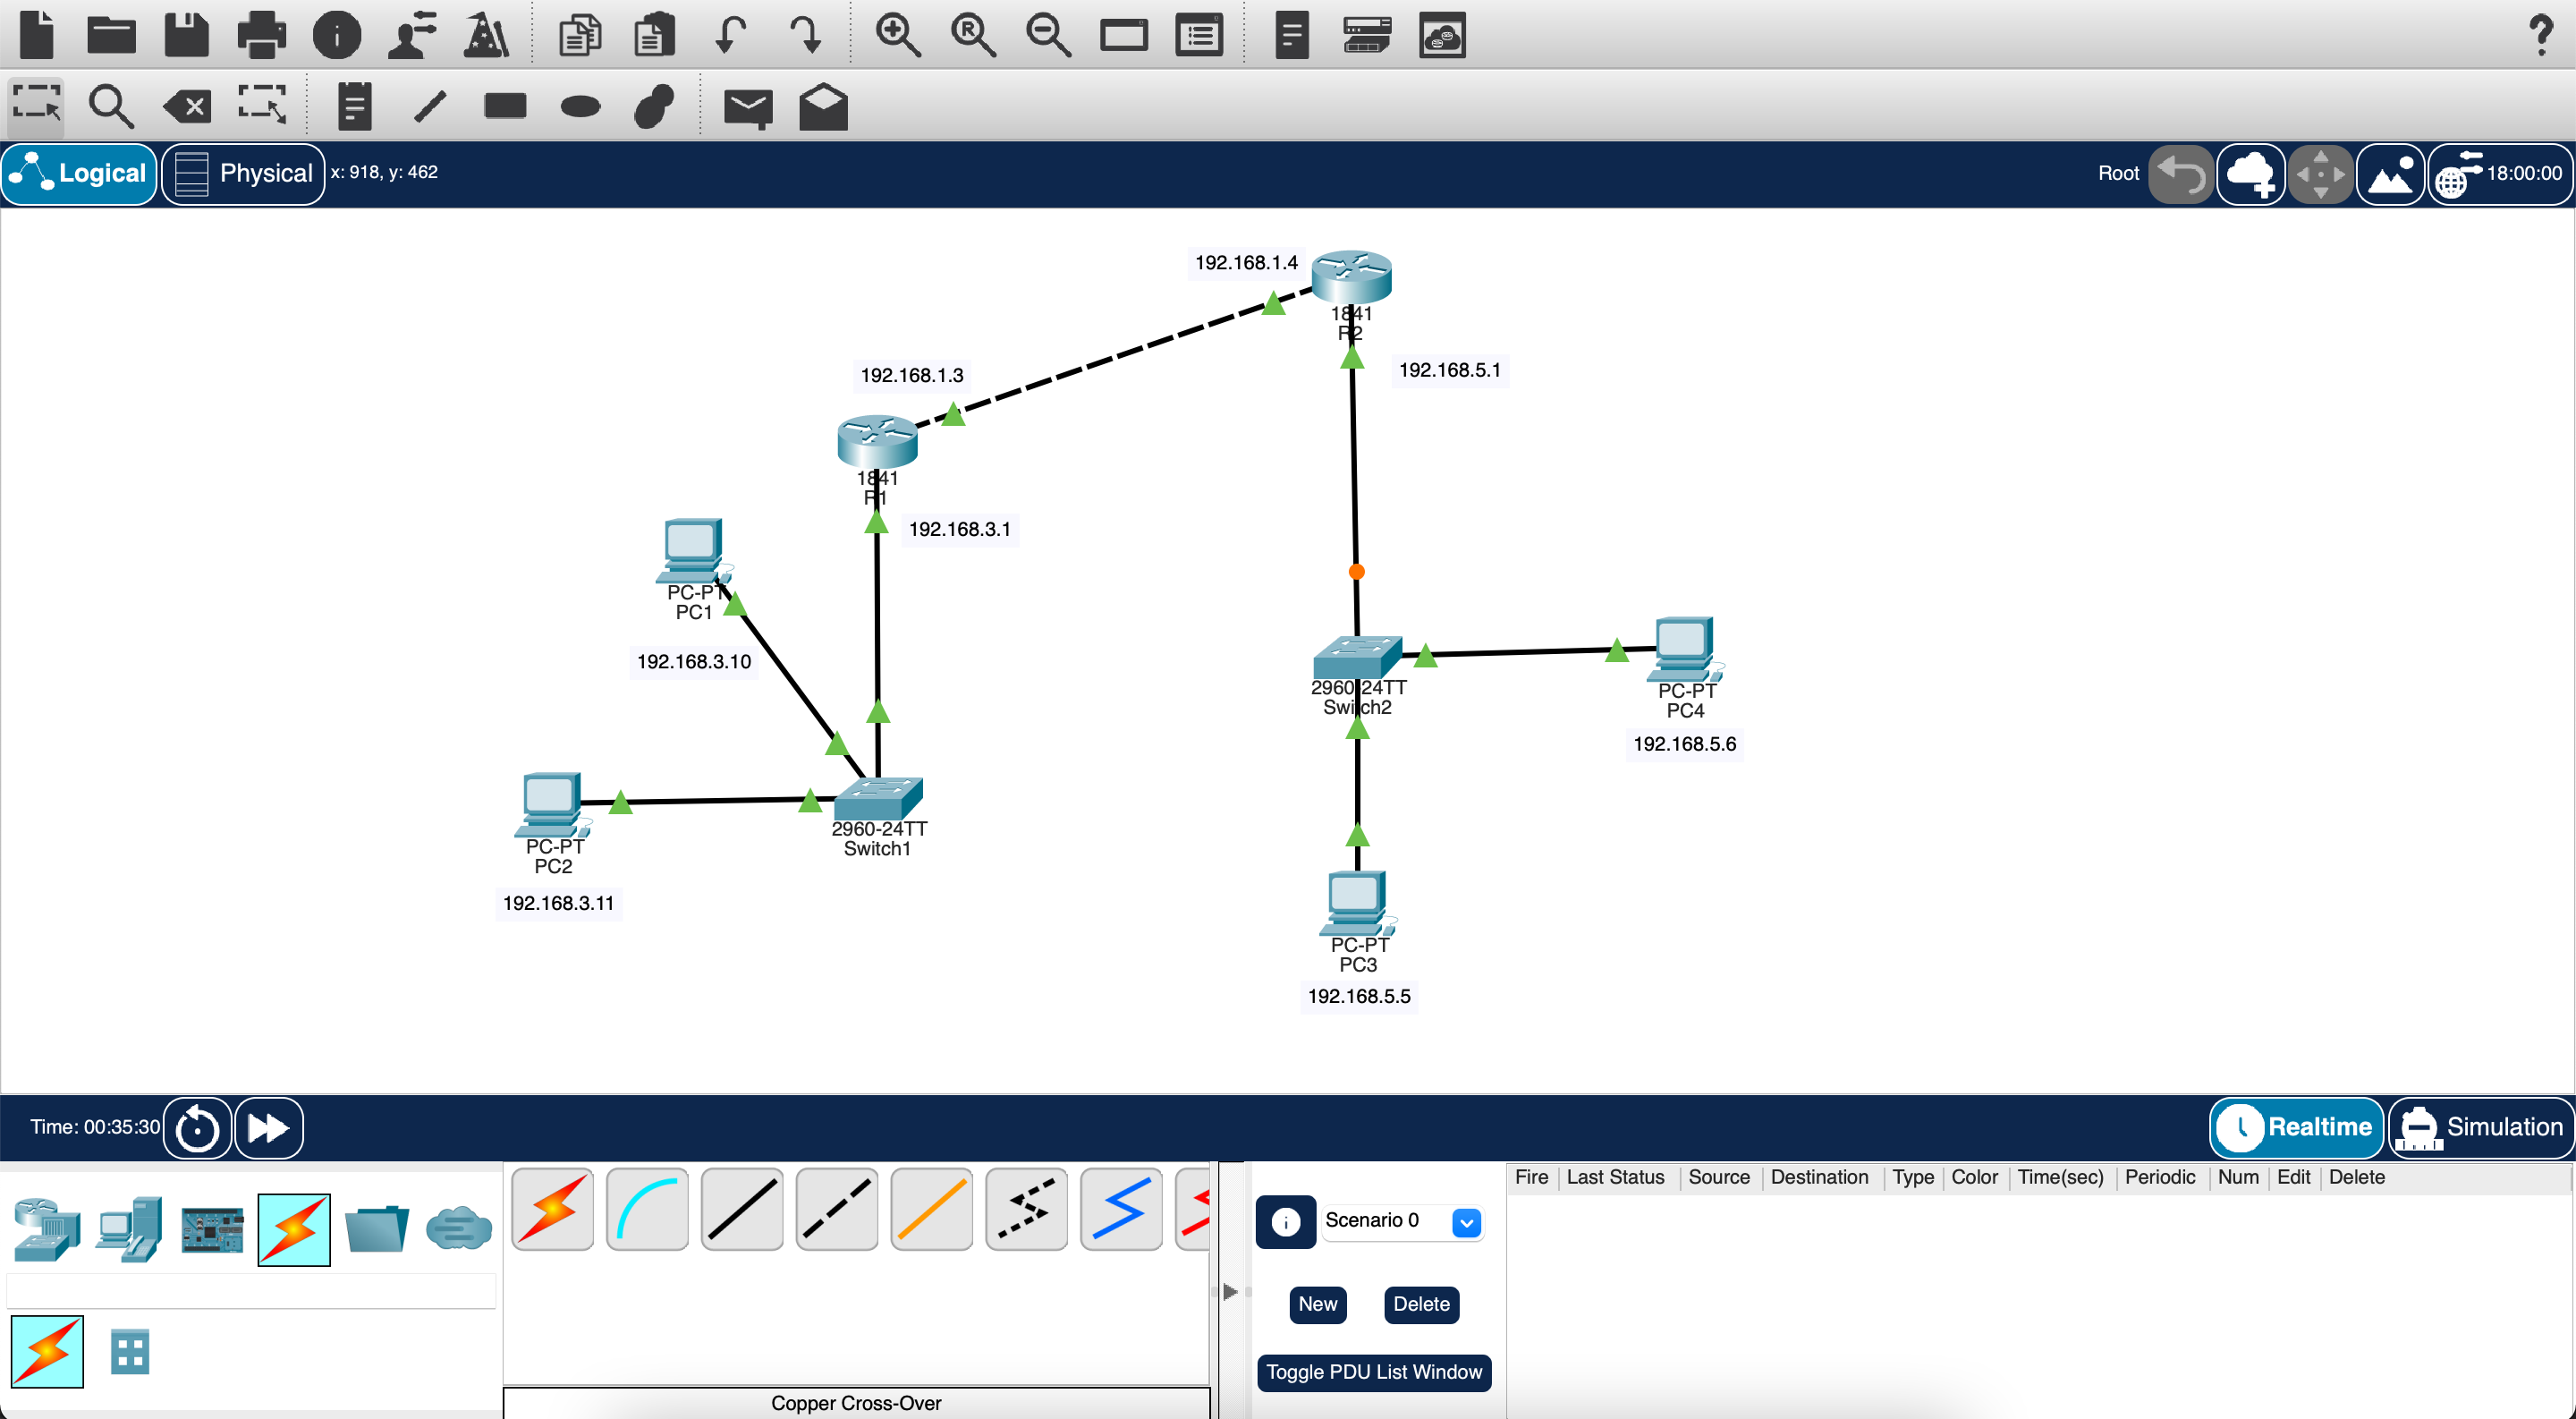 Logical
Physical
x: 918, y: 462
Root
18:00:00
192.168.1.4
1841
R2
192.168.5.1
192.168.1.3
1841
R1
192.168.3.1
PC-PT
PC1
192.168.3.10
2960-24TT
Switch2
PC-PT
PC4
192.168.5.6
PC-PT
PC2
192.168.3.11
2960-24TT
Switch1
PC-PT
PC3
192.168.5.5
Time: 00:35:30
Realtime
Simulation
Fire Last Status Source Destination Type Color Time(sec) Periodic Num Edit Delete
Scenario 0
New
Delete
Toggle PDU List Window
Copper Cross-Over